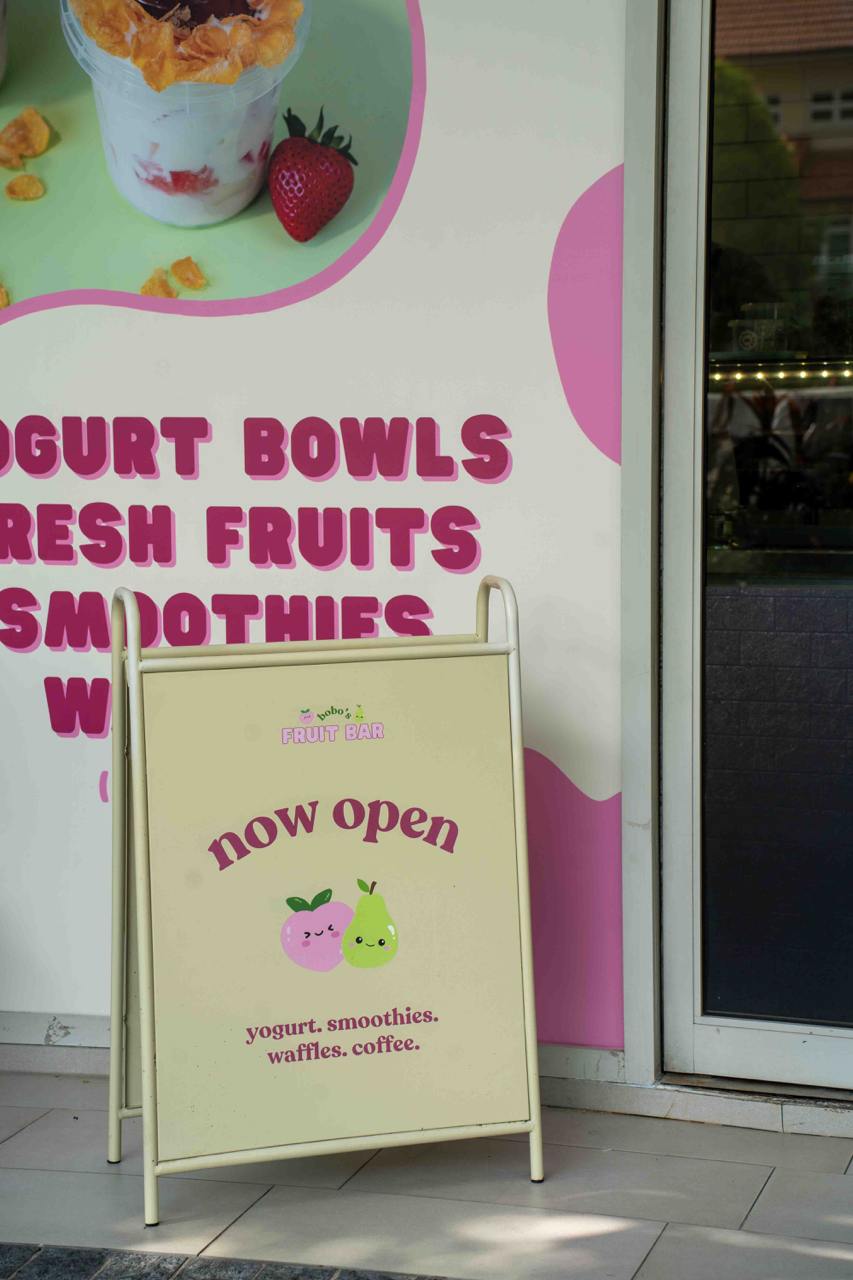 OGURT BOWLS
RESH FRUITS
SMOOTHIES
W
(
bobo's
FRUIT BAR
now open
yogurt. smoothies.
waffles. coffee.